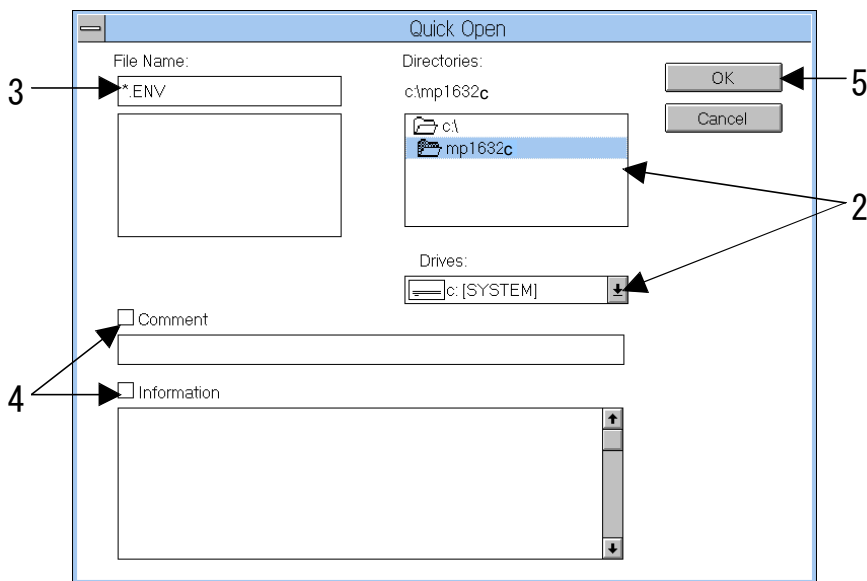 Quick Open
File Name:
Directories:
3
*.ENV
c:\mp1632c
OK
5
Cancel
c:\
mp1632c
2
Drives:
c: [SYSTEM]
Comment
4
Information